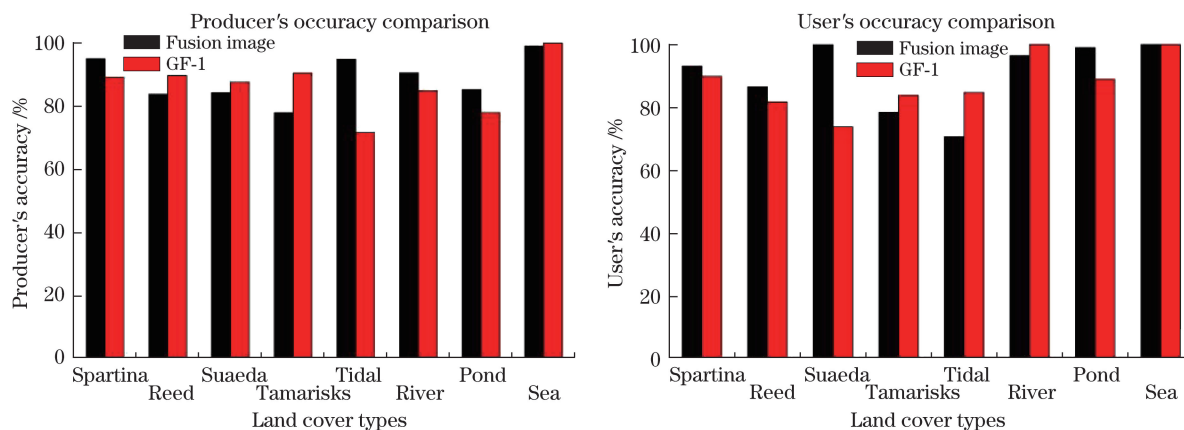 Producer's occuracy comparison
Fusion image
GF-1
100
80
60
40
20
0
Producer's accuracy /%
Spartina
Reed
Suaeda
Tamarisks
Tidal
River
Pond
Sea
Land cover types
User's occuracy comparison
Fusion image
GF-1
100
80
60
40
20
0
User's accuracy /%
Spartina
Reed
Suaeda
Tamarisks
Tidal
River
Pond
Sea
Land cover types